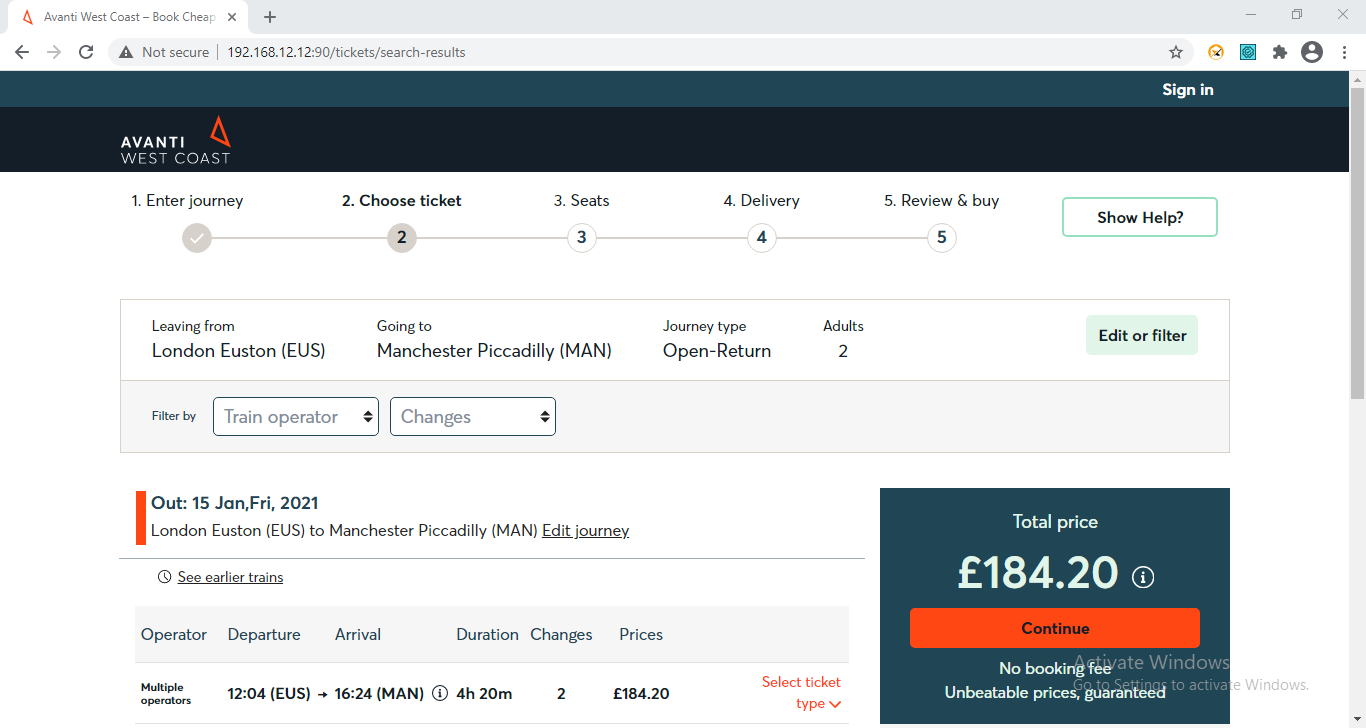 Avanti West Coast – Book Cheap
Not secure
192.168.12.12:90/tickets/search-results
Sign in
AVANTI
WEST COAST
1. Enter journey
2. Choose ticket
3. Seats
4. Delivery
5. Review & buy
2
3
4
5
Show Help?
Leaving from
London Euston (EUS)
Going to
Manchester Piccadilly (MAN)
Journey type
Open-Return
Adults
2
Edit or filter
Filter by
Train operator
Changes
Out: 15 Jan,Fri, 2021
London Euston (EUS) to Manchester Piccadilly (MAN) Edit journey
See earlier trains
Operator Departure Arrival Duration Changes Prices
Multiple
operators
12:04 (EUS) → 16:24 (MAN) 4h 20m 2 £184.20
Select ticket
type
Total price
£184.20
Continue
No booking fee
Unbeatable prices, guaranteed
Activate Windows
Go to Settings to activate Windows.